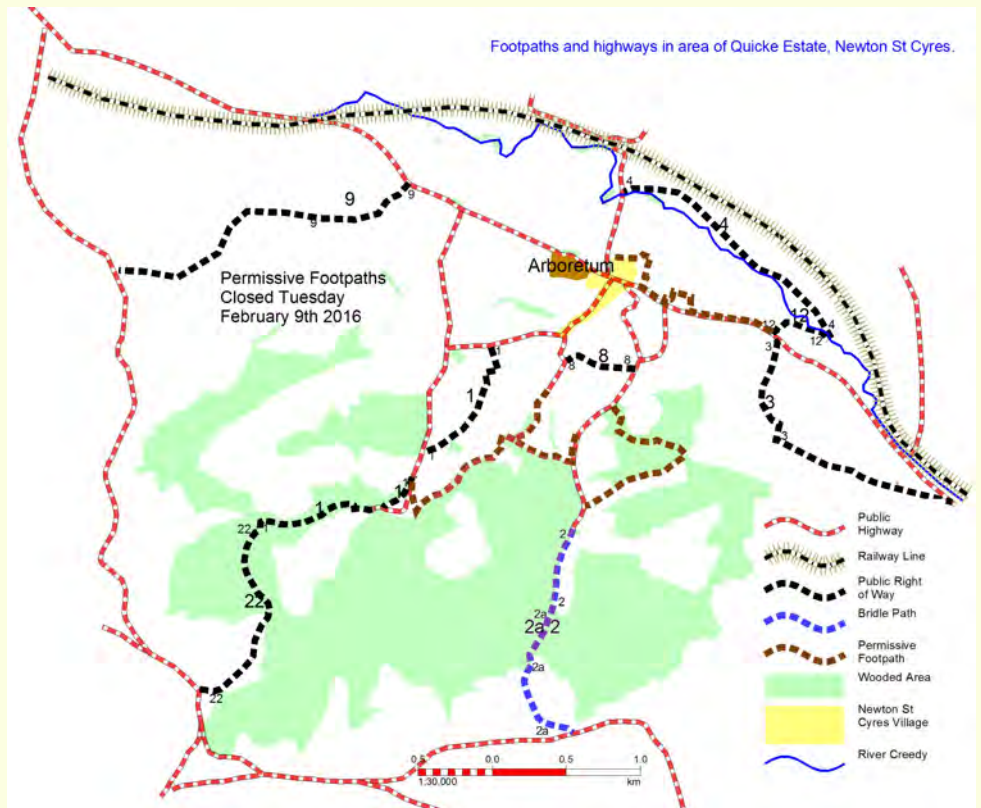 Footpaths and highways in area of Quicke Estate, Newton St Cyres.
4
9
9
9
4
Arboretum
Permissive Footpaths
Closed Tuesday
February 9th 2016
12
12
4
12
3
1
8
8
8
1
3
3
1
11
1
1
22
22
22
2
2
2a
2a 2
2a
2a
Public
Highway
Railway Line
Public Right
of Way
Bridle Path
Permissive
Footpath
Wooded Area
Newton St
Cyres Village
River Creedy
0.5
0.0
0.5
1.0
km
1:30,000